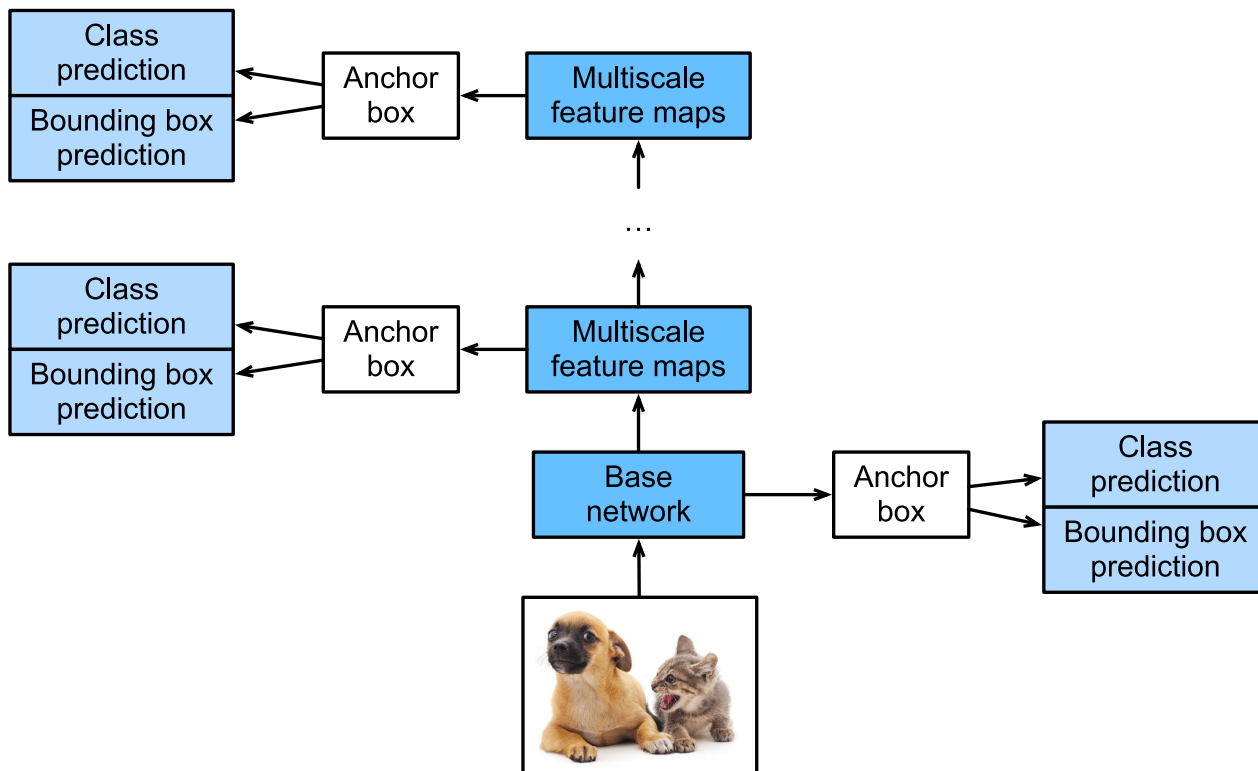 Class
prediction
Bounding box
prediction
Anchor
box
Multiscale
feature maps
...
Class
prediction
Bounding box
prediction
Anchor
box
Multiscale
feature maps
Base
network
Anchor
box
Class
prediction
Bounding box
prediction